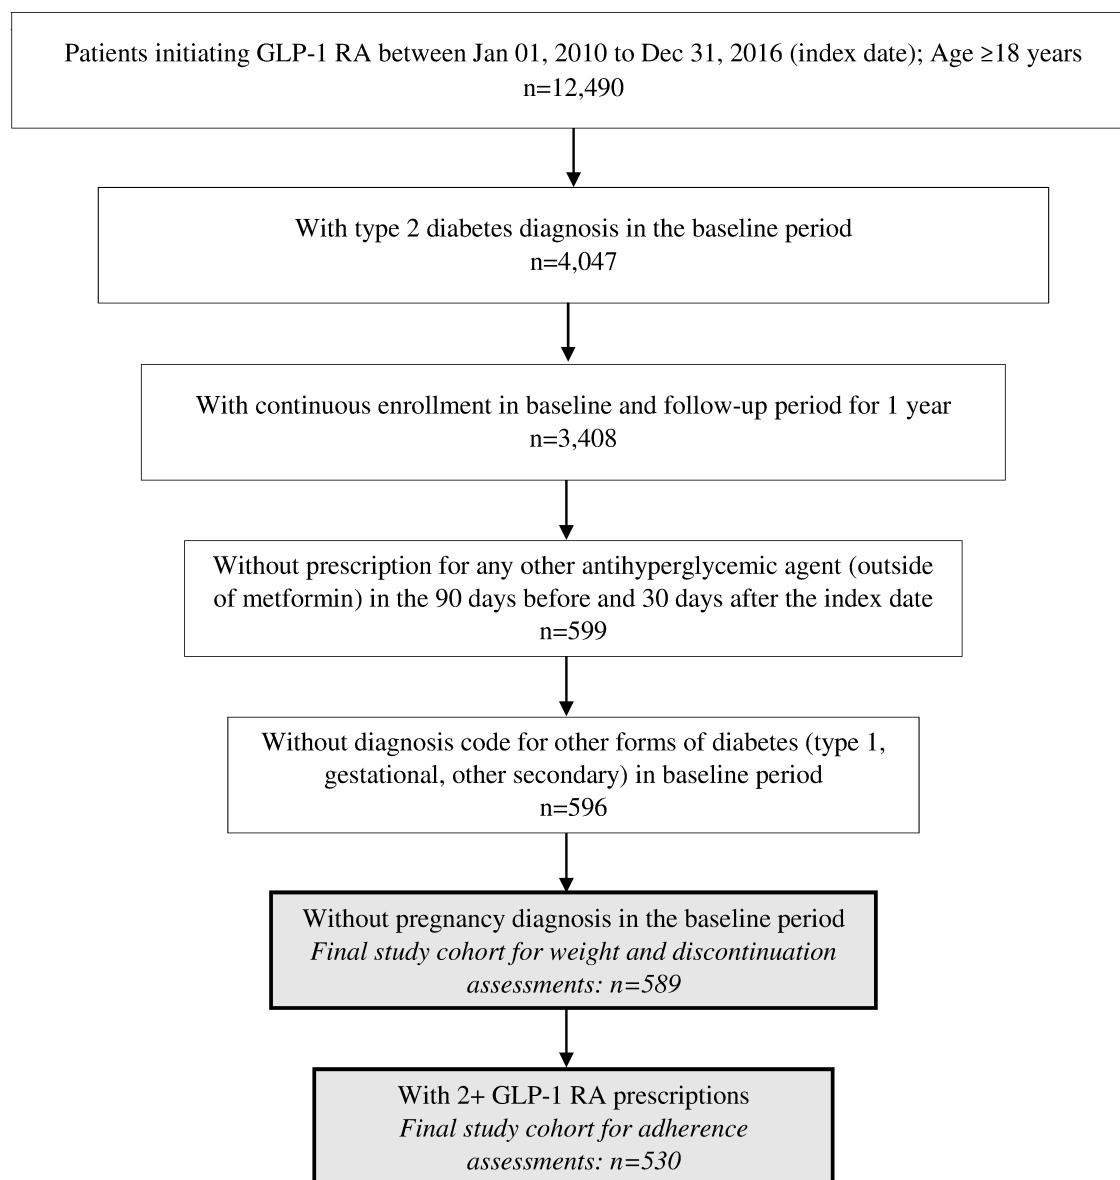 Patients initiating GLP-1 RA between Jan 01, 2010 to Dec 31, 2016 (index date); Age ≥18 years
n=12,490
With type 2 diabetes diagnosis in the baseline period
n=4,047
With continuous enrollment in baseline and follow-up period for 1 year
n=3,408
Without prescription for any other antihyperglycemic agent (outside
of metformin) in the 90 days before and 30 days after the index date
n=599
Without diagnosis code for other forms of diabetes (type 1,
gestational, other secondary) in baseline period
n=596
Without pregnancy diagnosis in the baseline period
Final study cohort for weight and discontinuation
assessments: n=589
With 2+ GLP-1 RA prescriptions
Final study cohort for adherence
assessments: n=530